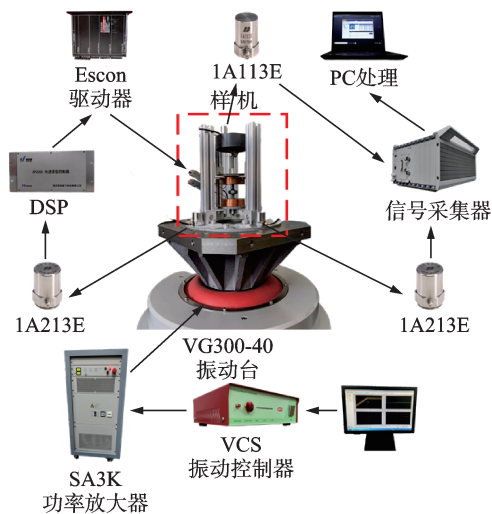 Escon
驱动器
1A113E
样机
PC处理
DSP
信号采集器
1A213E
1A213E
VG300-40
振动台
VCS
振动控制器
SA3K
功率放大器